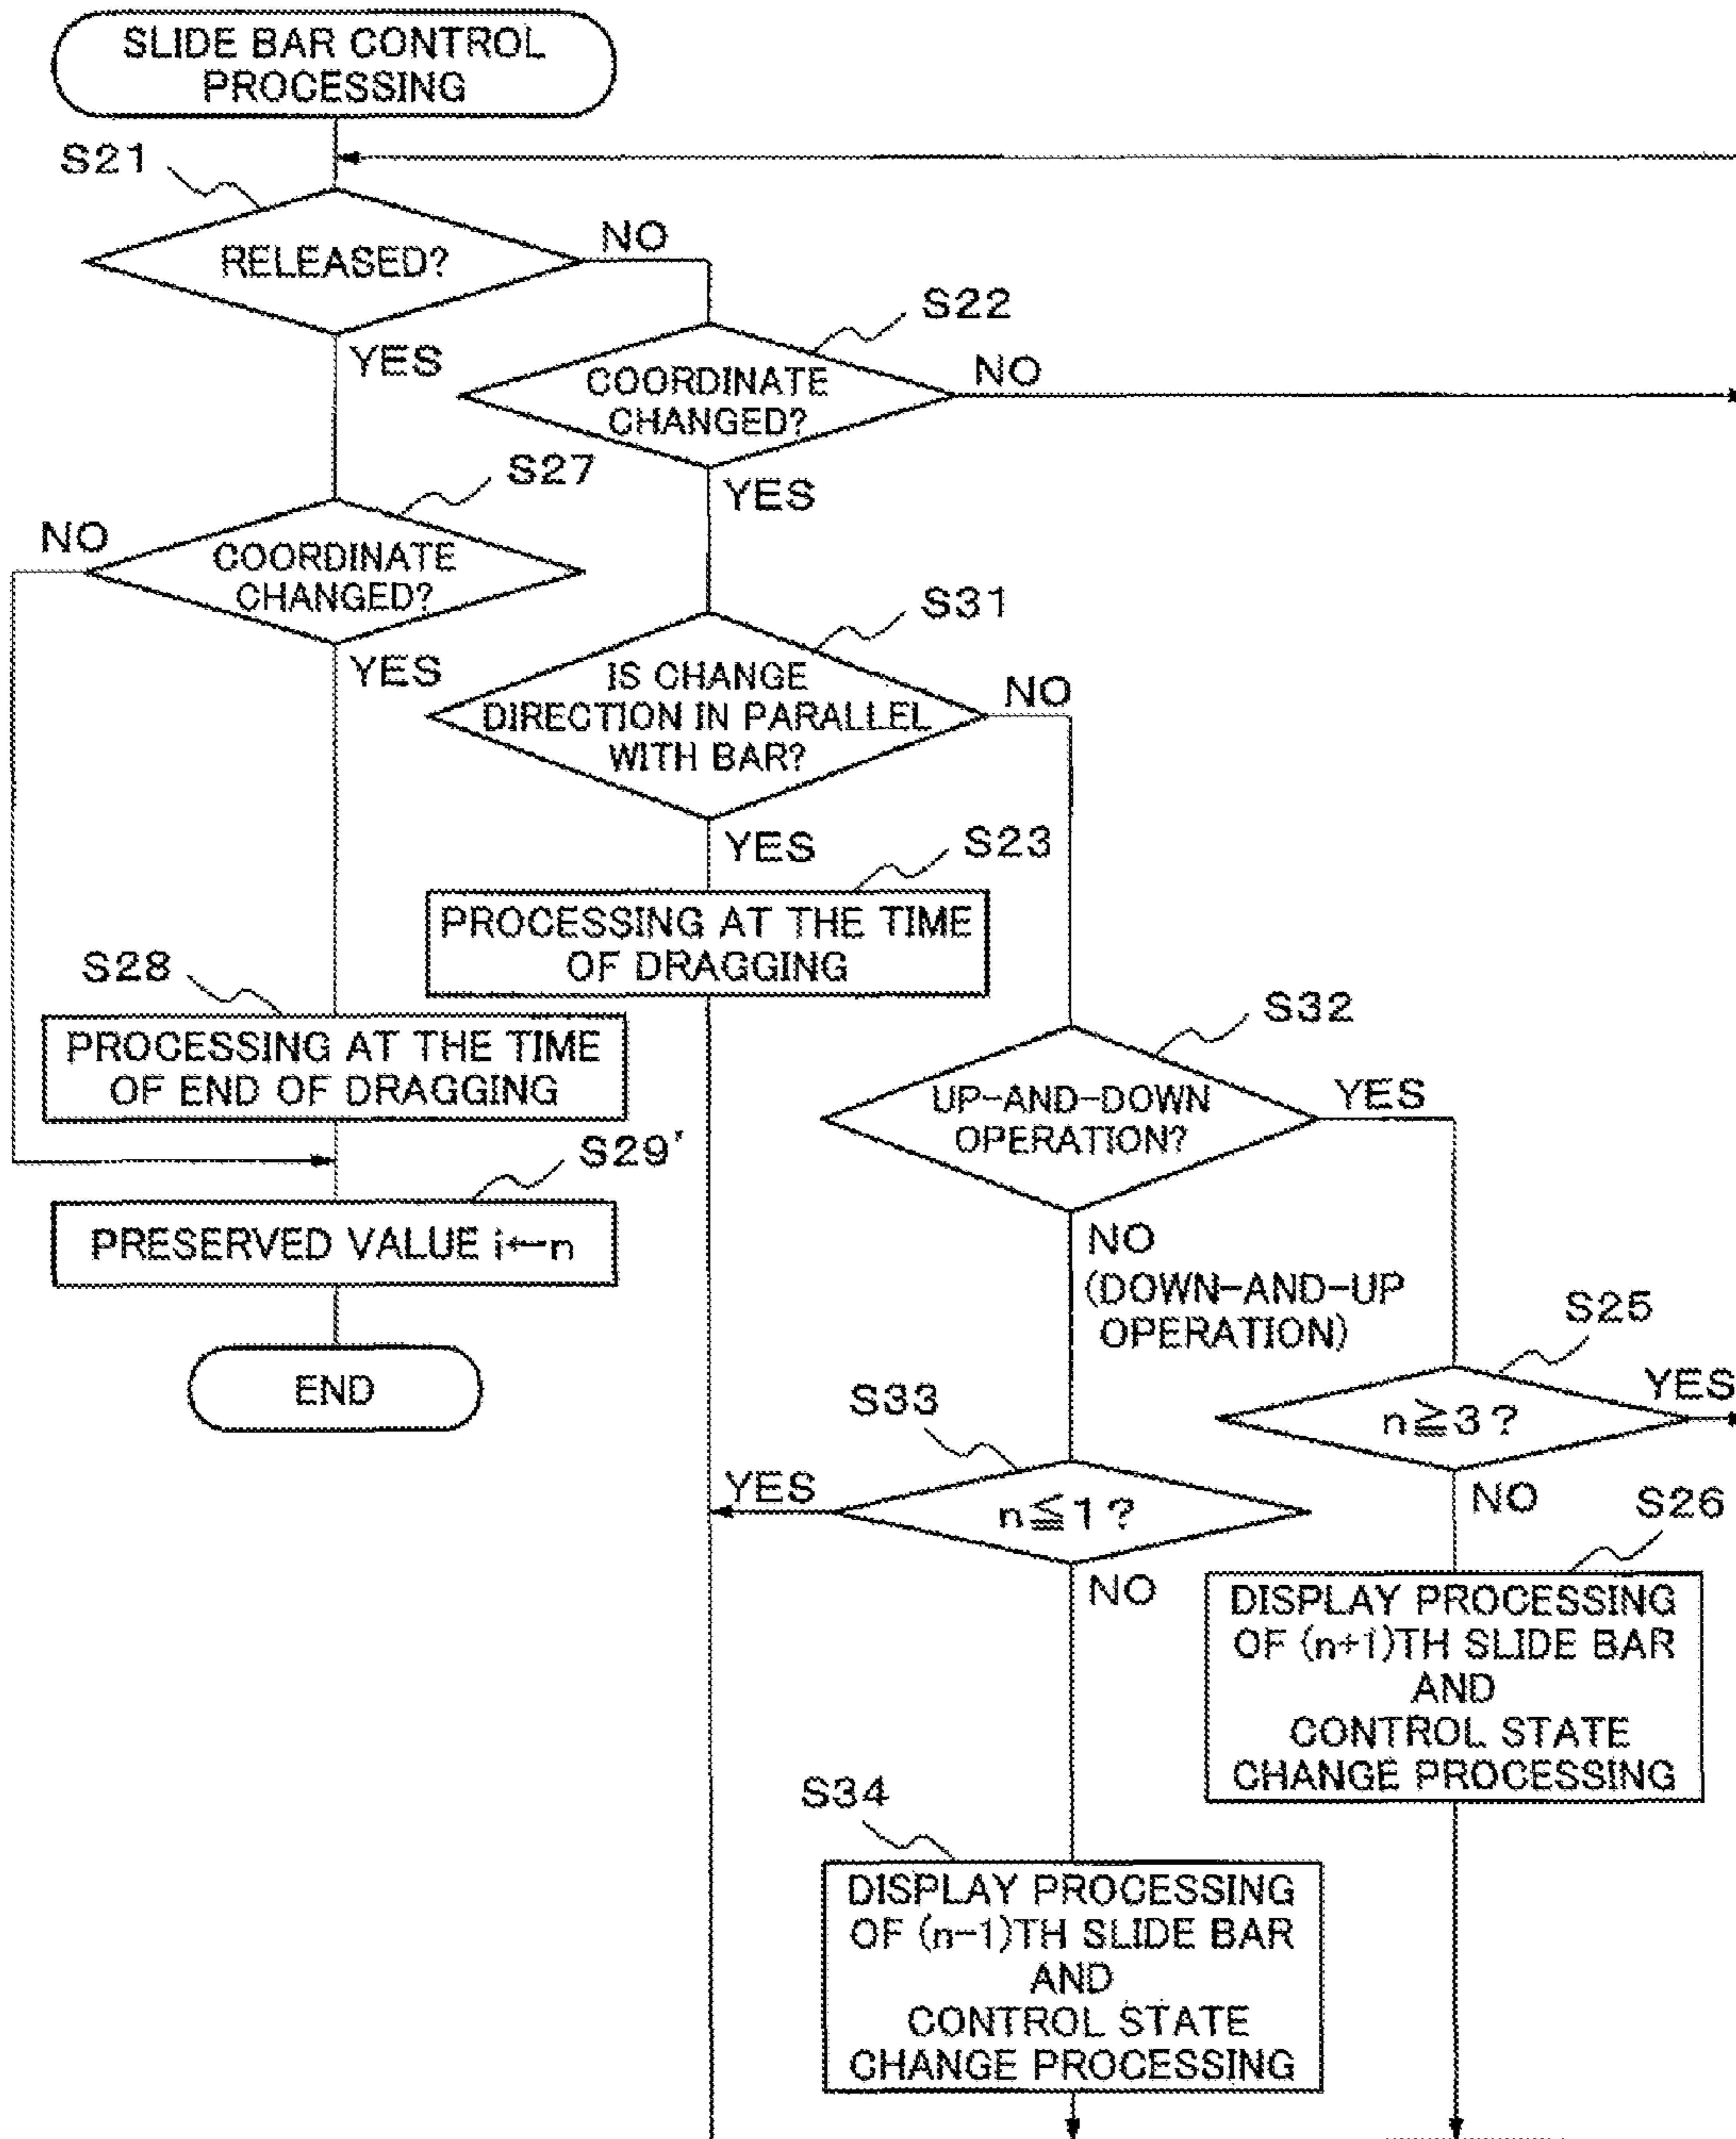 SLIDE BAR CONTROL
PROCESSING
S21
RELEASED?
NO
YES
S22
COORDINATE
CHANGED?
NO
YES
S27
NO
COORDINATE
CHANGED?
YES
S31
IS CHANGE
DIRECTION IN PARALLEL
WITH BAR?
NO
YES
S23
PROCESSING AT THE TIME
OF DRAGGING
S28
PROCESSING AT THE TIME
OF END OF DRAGGING
S29'
PRESERVED VALUE i←n
END
S32
UP-AND-DOWN
OPERATION?
YES
NO
(DOWN-AND-UP
OPERATION)
S25
n≧3?
YES
NO
S33
n≦1?
YES
NO
S26
DISPLAY PROCESSING
OF (n+1)TH SLIDE BAR
AND
CONTROL STATE
CHANGE PROCESSING
S34
DISPLAY PROCESSING
OF (n-1)TH SLIDE BAR
AND
CONTROL STATE
CHANGE PROCESSING